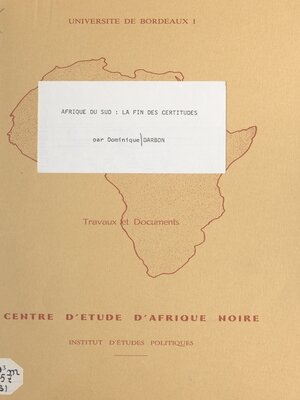 UNIVERSITE DE BORDEAUX I
AFRIQUE DU SUD : LA FIN DES CERTITUDES
par Dominique DARBON
Travaux et Documents
CENTRE D'ÉTUDE D'AFRIQUE NOIRE
INSTITUT D'ÉTUDES POLITIQUES